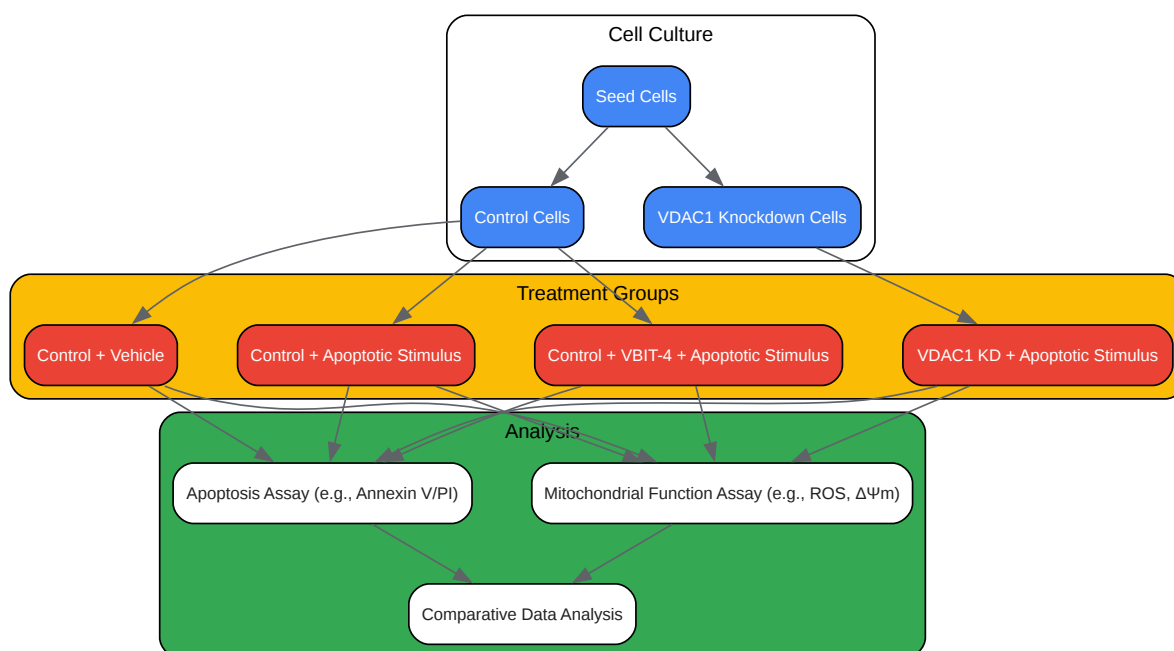 Cell Culture
Seed Cells
Control Cells
VDAC1 Knockdown Cells
Treatment Groups
Control + Vehicle
Control + Apoptotic Stimulus
Control + VBIT-4 + Apoptotic Stimulus
VDAC1 KD + Apoptotic Stimulus
Analysis
Apoptosis Assay (e.g., Annexin V/PI)
Mitochondrial Function Assay (e.g., ROS, ΔΨm)
Comparative Data Analysis